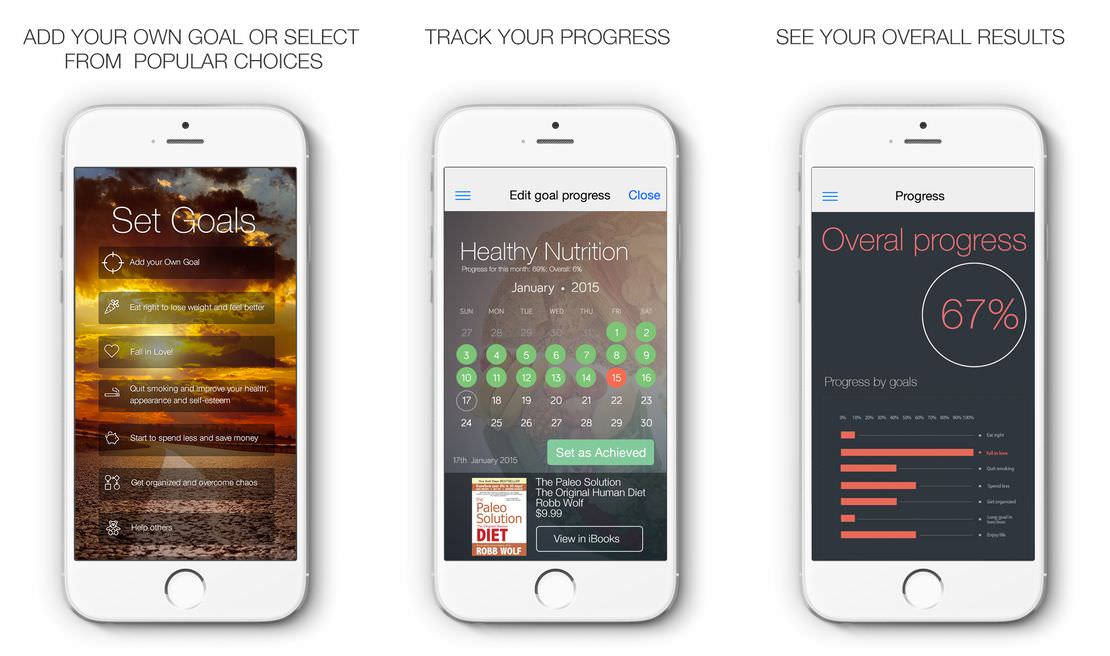 ADD YOUR OWN GOAL OR SELECT
FROM POPULAR CHOICES
Set Goals
Add your Own Goal
Eat right to lose weight and feel better
Fall in Love!
Quit smoking and improve your health,
appearance and self-esteem
Start to spend less and save money
Get organized and overcome chaos
Help others
TRACK YOUR PROGRESS
Edit goal progress Close
Healthy Nutrition
Progress for this month: 69%; Overall: 6%
January • 2015
SUN MON TUE WED THU FRI SAT
27 28 29 30 31 1 2
3 4 5 6 7 8 9
10 11 12 13 14 15 16
17 18 19 20 21 22 23
24 25 26 27 28 29 30
Set as Achieved
17th January 2015
the
Paleo
Solution
The Original Human
DIET
ROBB WOLF
The Paleo Solution
The Original Human Diet
Robb Wolf
$9.99
View in iBooks
SEE YOUR OVERALL RESULTS
Progress
Overal progress
67%
Progress by goals
0% 10% 20% 30% 40% 50% 60% 70% 80% 90% 100%
Eat right
Fall in love
Quit smoking
Spend less
Get organized
Long goal in
two lines
Enjoy life